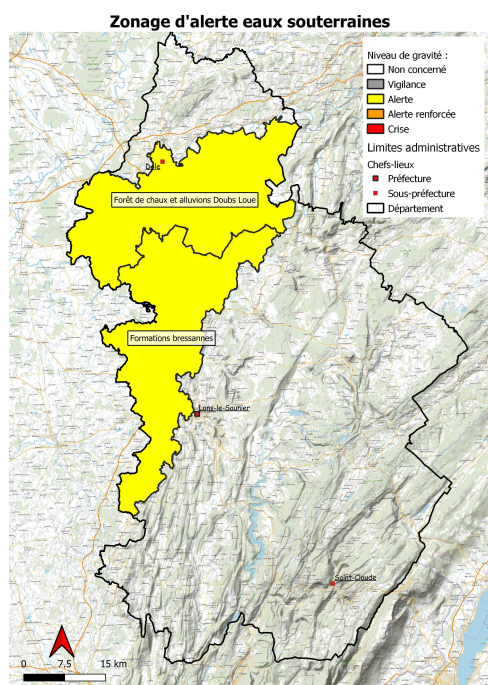 Zonage d'alerte eaux souterraines
Niveau de gravité :
Non concerné
Vigilance
Alerte
Alerte renforcée
Crise
Limites administratives
Chefs-lieux
Préfecture
Sous-préfecture
Département
Dole
Forêt de chaux et alluvions Doubs Loue
Formations bressannes
Lons-le-Saunier
Saint-Claude
0 7.5 15 km